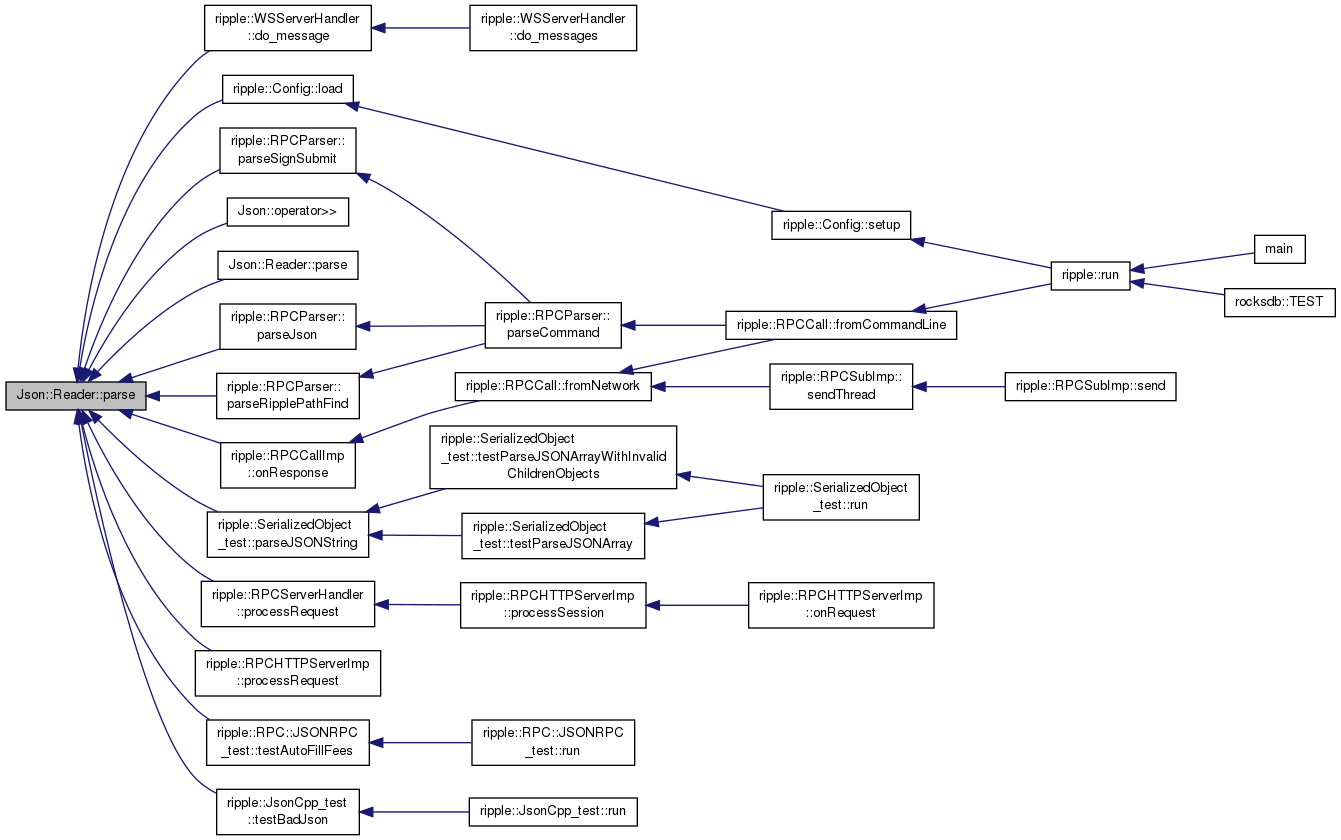 ripple::WSServerHandler
::do_message
ripple::WSServerHandler
::do_messages
ripple::Config::load
ripple::RPCParser::
parseSignSubmit
Json::operator>>
ripple::Config::setup
main
Json::Reader::parse
ripple::run
rocksdb::TEST
ripple::RPCParser::
parseJson
ripple::RPCParser::
parseCommand
ripple::RPCCall::fromCommandLine
Json::Reader::parse
ripple::RPCParser::
parseRipplePathFind
ripple::RPCCall::fromNetwork
ripple::RPCSubImp::
sendThread
ripple::RPCSubImp::send
ripple::RPCCallImp
::onResponse
ripple::SerializedObject
_test::testParseJSONArrayWithInvalid
ChildrenObjects
ripple::SerializedObject
_test::run
ripple::SerializedObject
_test::parseJSONString
ripple::SerializedObject
_test::testParseJSONArray
ripple::RPCServerHandler
::processRequest
ripple::RPCHTTPServerImp
::processSession
ripple::RPCHTTPServerImp
::onRequest
ripple::RPCHTTPServerImp
::processRequest
ripple::RPC::JSONRPC
_test::testAutoFillFees
ripple::RPC::JSONRPC
_test::run
ripple::JsonCpp_test
::testBadJson
ripple::JsonCpp_test::run